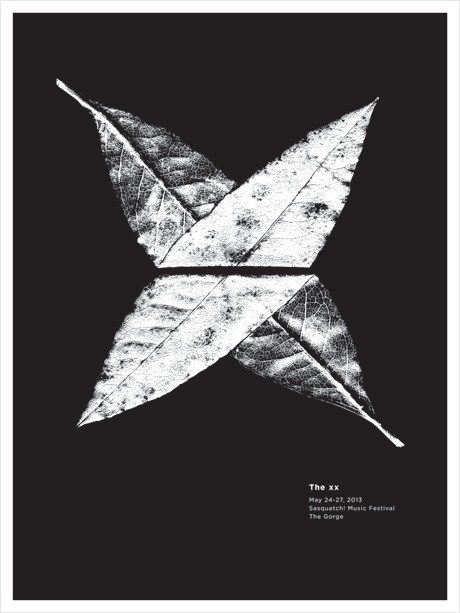 The xx
May 24-27, 2013
Sasquatch! Music Festival
The Gorge